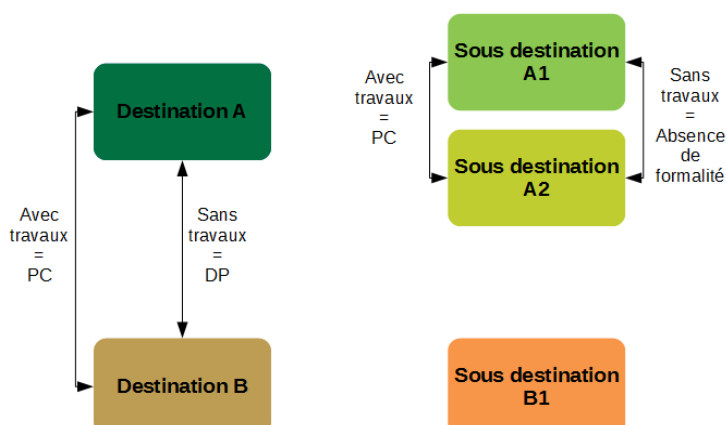 Destination A
Avec
travaux
=
PC
Sans
travaux
=
DP
Destination B
Sous destination
A1
Avec
travaux
=
PC
Sans
travaux
=
Absence
de
formalité
Sous destination
A2
Sous destination
B1